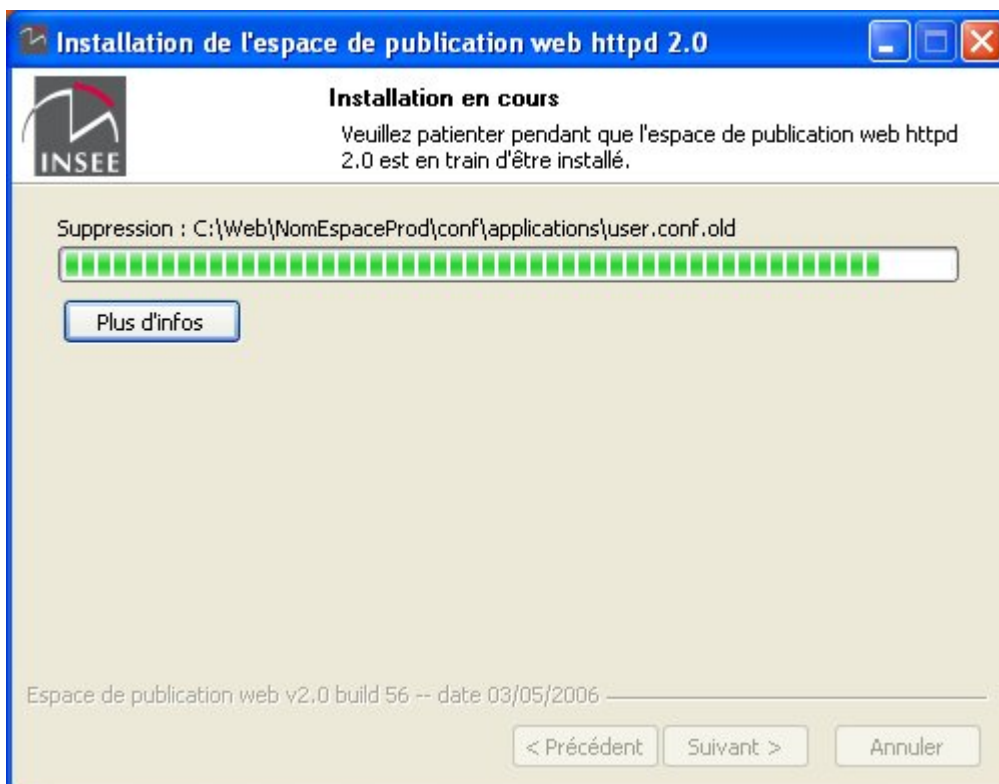 Installation de l'espace de publication web httpd 2.0
Installation en cours
Veuillez patienter pendant que l'espace de publication web httpd
2.0 est en train d'être installé.
INSEE
Suppression : C:\Web\NomEspaceProd\conf\applications\user.conf.old
Plus d'infos
Espace de publication web v2.0 build 56 -- date 03/05/2006
< Précédent
Suivant >
Annuler